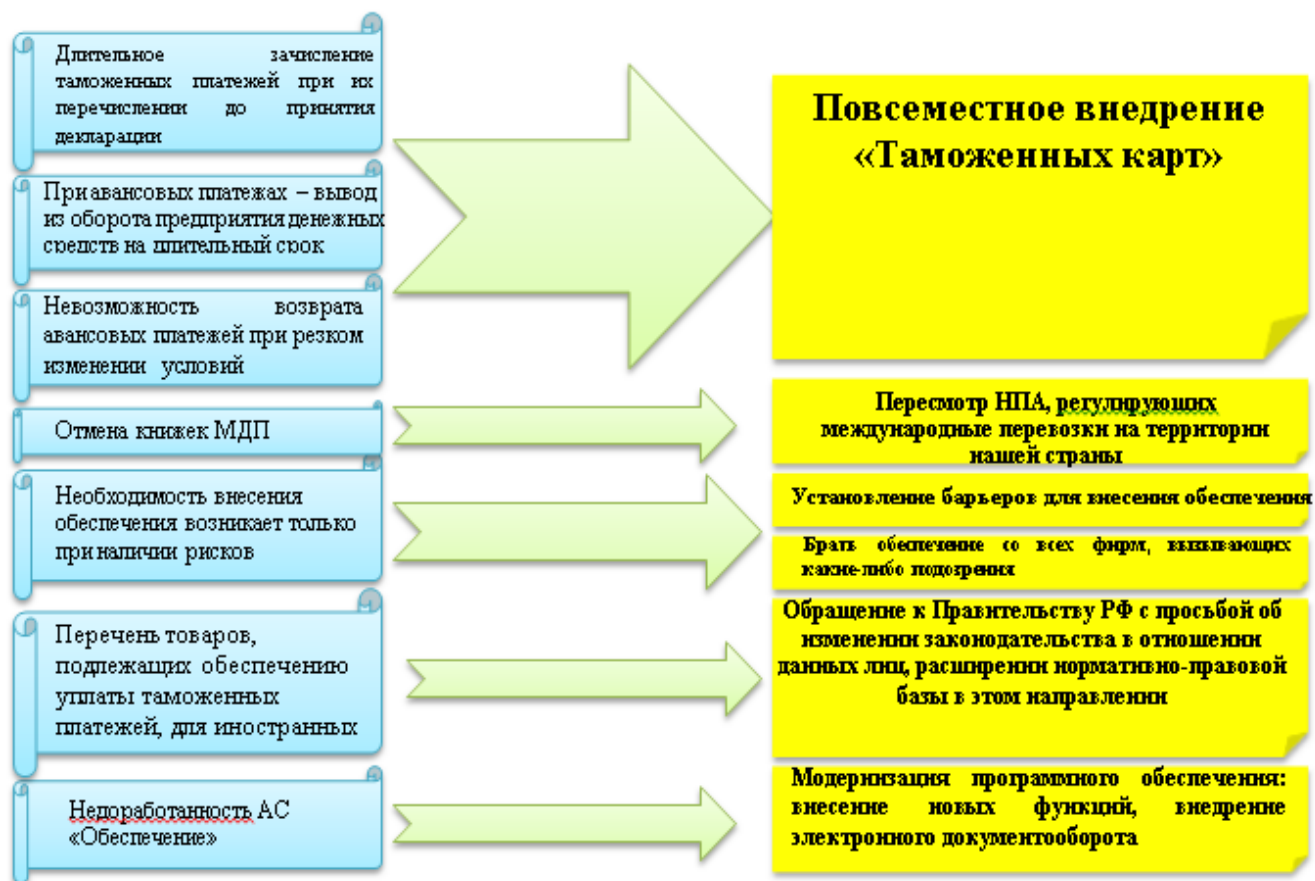 Длительное зачисление
таможенных платежей при их
перечислении до принятия
декларации
При авансовых платежах – вывод
из оборота предприятия денежных
средств на длительный срок
Невозможность возврата
авансовых платежей при резком
изменении условий
Отмена книжек МДП
Необходимость внесения
обеспечения возникает только
при наличии рисков
Перечень товаров,
подлежащих обеспечению
уплаты таможенных
платежей, для иностранных
Недоработанность АС
«Обеспечение»
Повсеместное внедрение
«Таможенных карт»
Пересмотр НПА, регулирующих
международные перевозки на территории
нашей страны
Установление барьеров для внесения обеспечения
Брать обеспечение со всех фирм, вызывающих
какие-либо подозрения
Обращение к Правительству РФ с просьбой об
изменении законодательства в отношении
данных лиц, расширении нормативно-правовой
базы в этом направлении
Модернизация программного обеспечения:
внесение новых функций, внедрение
электронного документооборота